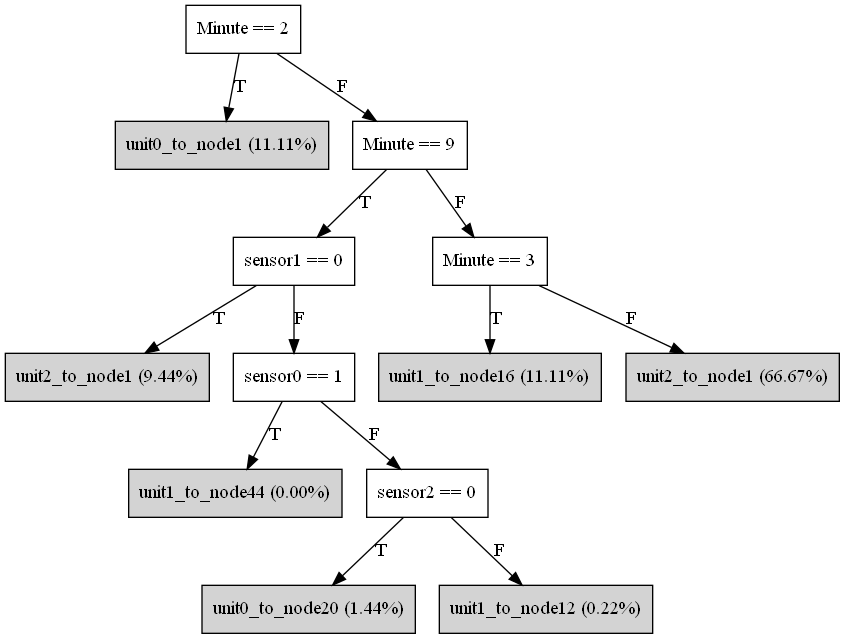 Minute == 2
T
F
unit0_to_node1 (11.11%)
Minute == 9
T
F
sensor1 == 0
Minute == 3
T
F
T
F
unit2_to_node1 (9.44%)
sensor0 == 1
unit1_to_node16 (11.11%)
unit2_to_node1 (66.67%)
T
F
unit1_to_node44 (0.00%)
sensor2 == 0
T
F
unit0_to_node20 (1.44%)
unit1_to_node12 (0.22%)